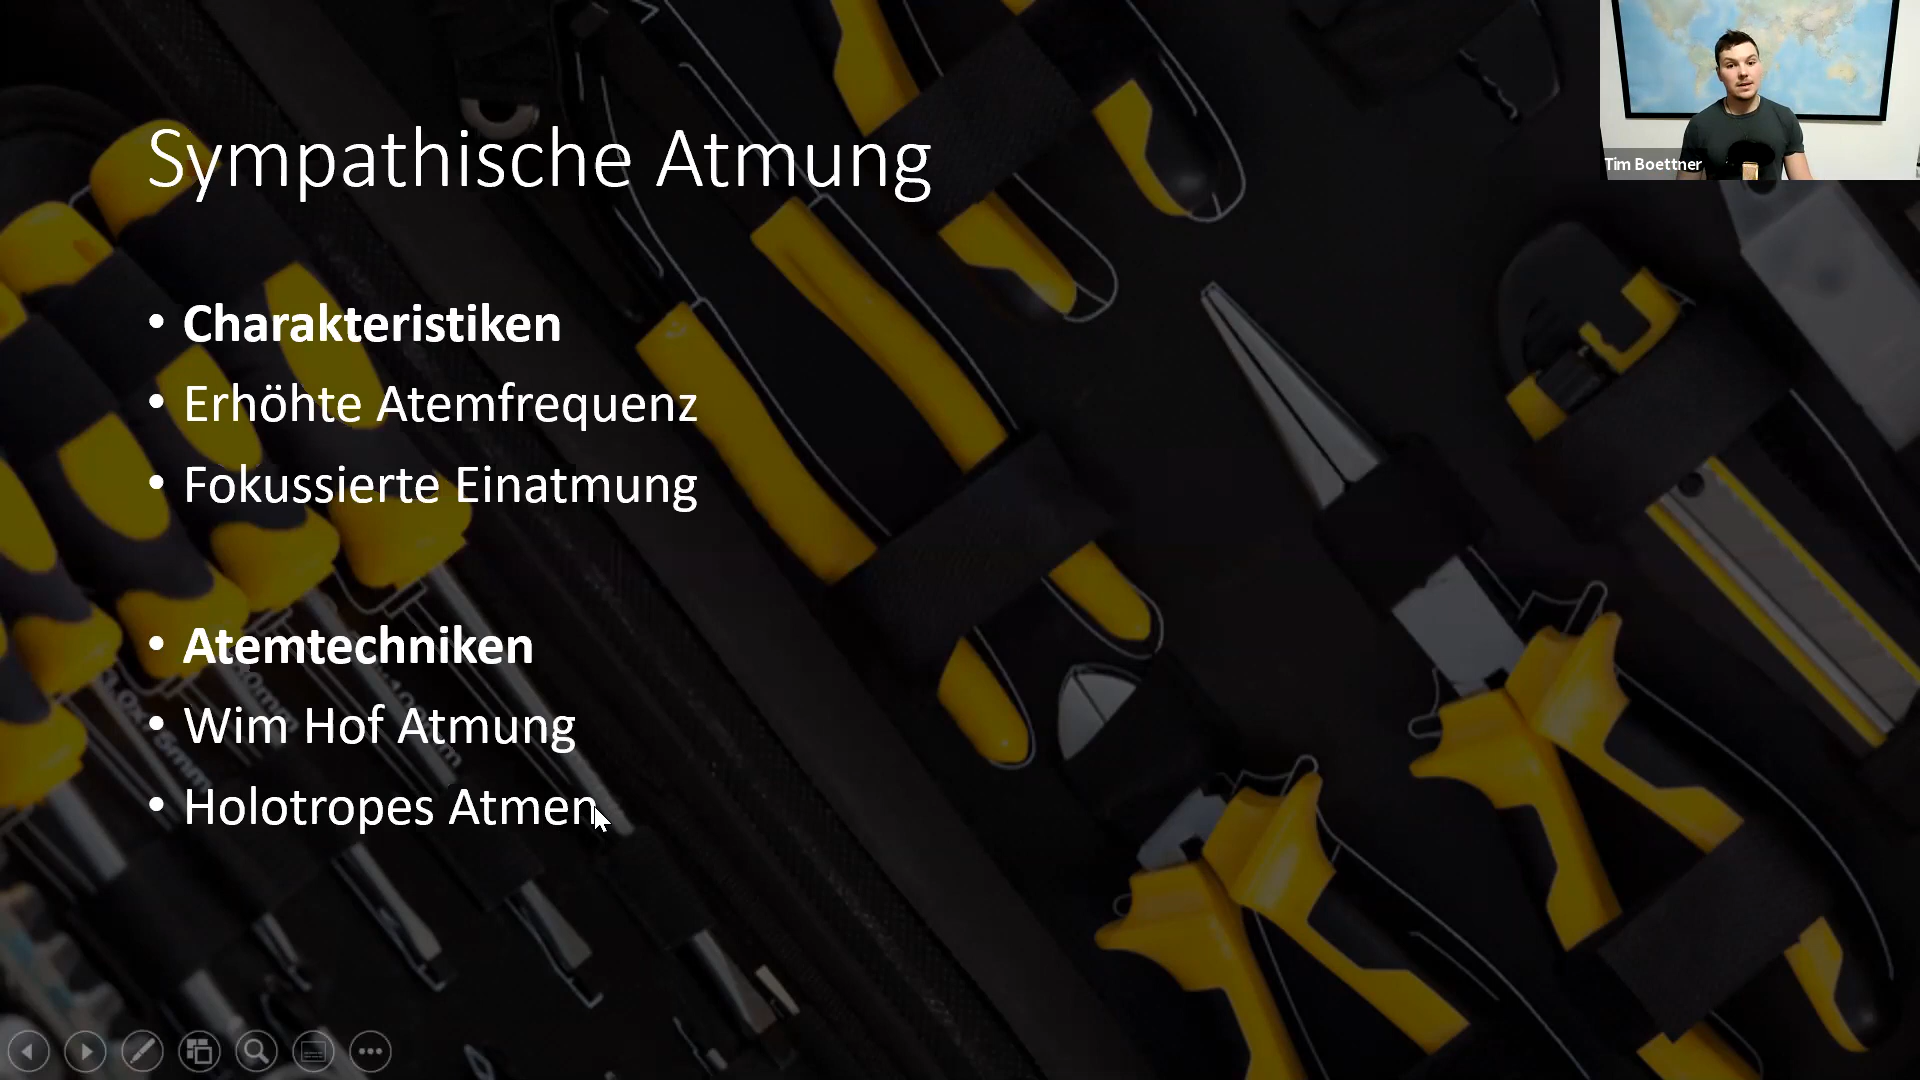 Sympathische Atmung
Tim Boettner
• Charakteristiken
• Erhöhte Atemfrequenz
• Fokussierte Einatmung
• Atemtechniken
• Wim Hof Atmung
• Holotropes Atmen